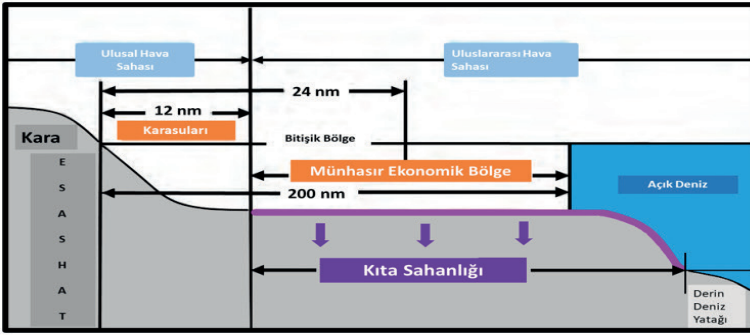 Ulusal Hava
Sahası
Uluslararası Hava
Sahası
24 nm
12 nm
Karasuları
Kara
Bitişik Bölge
Münhasır Ekonomik Bölge
200 nm
Açık Deniz
E
S
A
S
H
A
T
Kıta Sahanlığı
Derin
Deniz
Yatağı